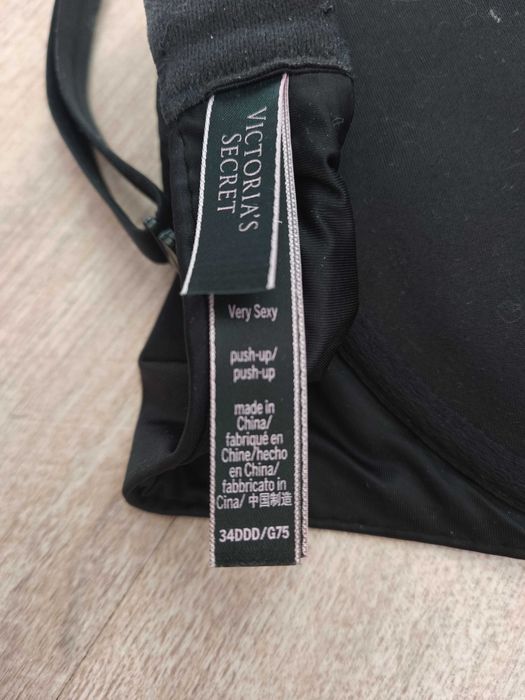 VICTORIA'S
SECRET
Very Sexy
push-up/
push-up
made in
China/
fabriqué en
Chine/hecho
en China/
fabbricato in
Cina/ 中国制造
34DDD/G75